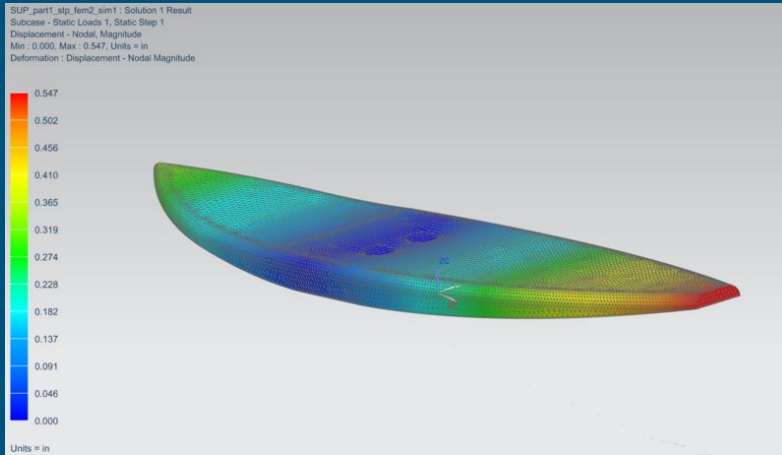 SUP_part1_stp_fem2_sim1 : Solution 1 Result
Subcase - Static Loads 1, Static Step 1
Displacement - Nodal, Magnitude
Min : 0.000, Max : 0.547, Units = in
Deformation : Displacement - Nodal Magnitude
0.547
0.502
0.456
0.410
0.365
0.319
0.274
0.228
0.182
0.137
0.091
0.046
0.000
Units = in